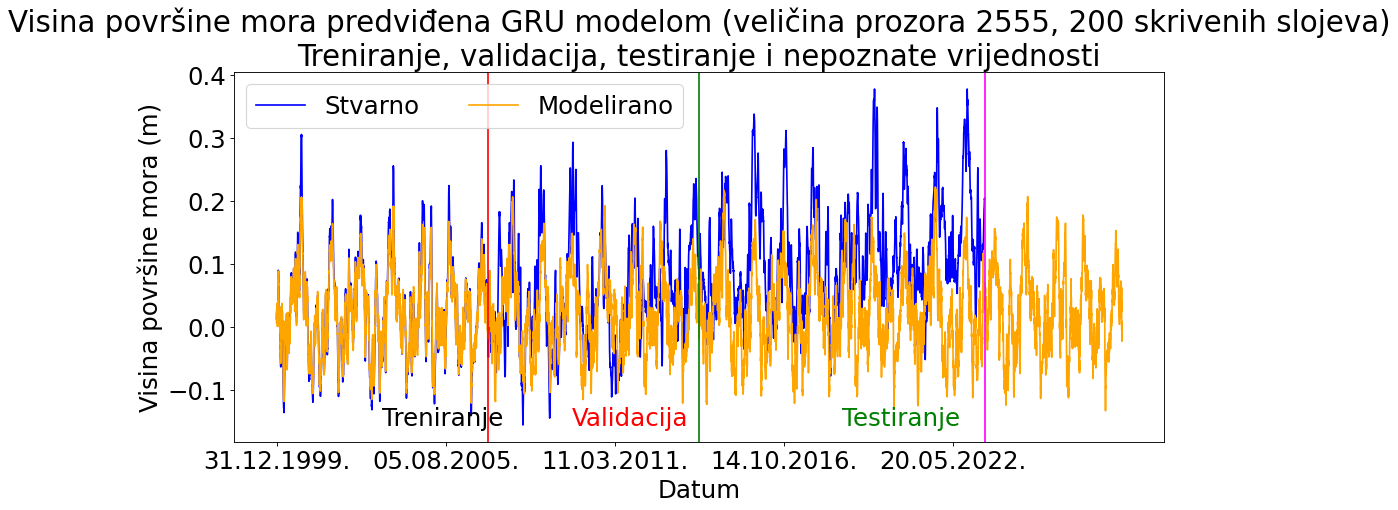 Visina površine mora predviđena GRU modelom (veličina prozora 2555, 200 skrivenih slojeva)
Treniranje, validacija, testiranje i nepoznate vrijednosti
Stvarno
Modelirano
Visina površine mora (m)
0.4
0.3
0.2
0.1
0.0
−0.1
Treniranje
Validacija
Testiranje
31.12.1999.
05.08.2005.
11.03.2011.
14.10.2016.
20.05.2022.
Datum